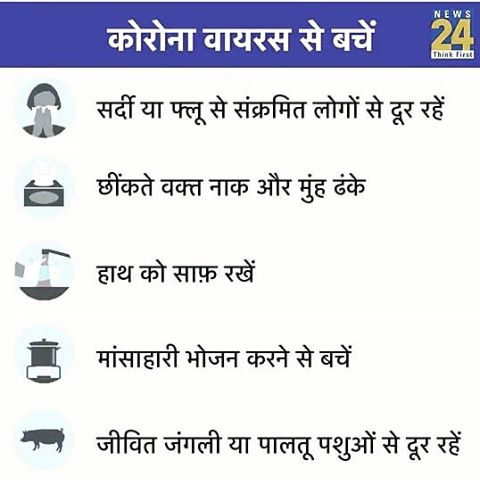 कोरोना वायरस से बचें
NEWS
24
Think First
सर्दी या फ्लू से संक्रमित लोगों से दूर रहें
छींकते वक्त नाक और मुंह ढंके
हाथ को साफ़ रखें
मांसाहारी भोजन करने से बचें
जीवित जंगली या पालतू पशुओं से दूर रहें